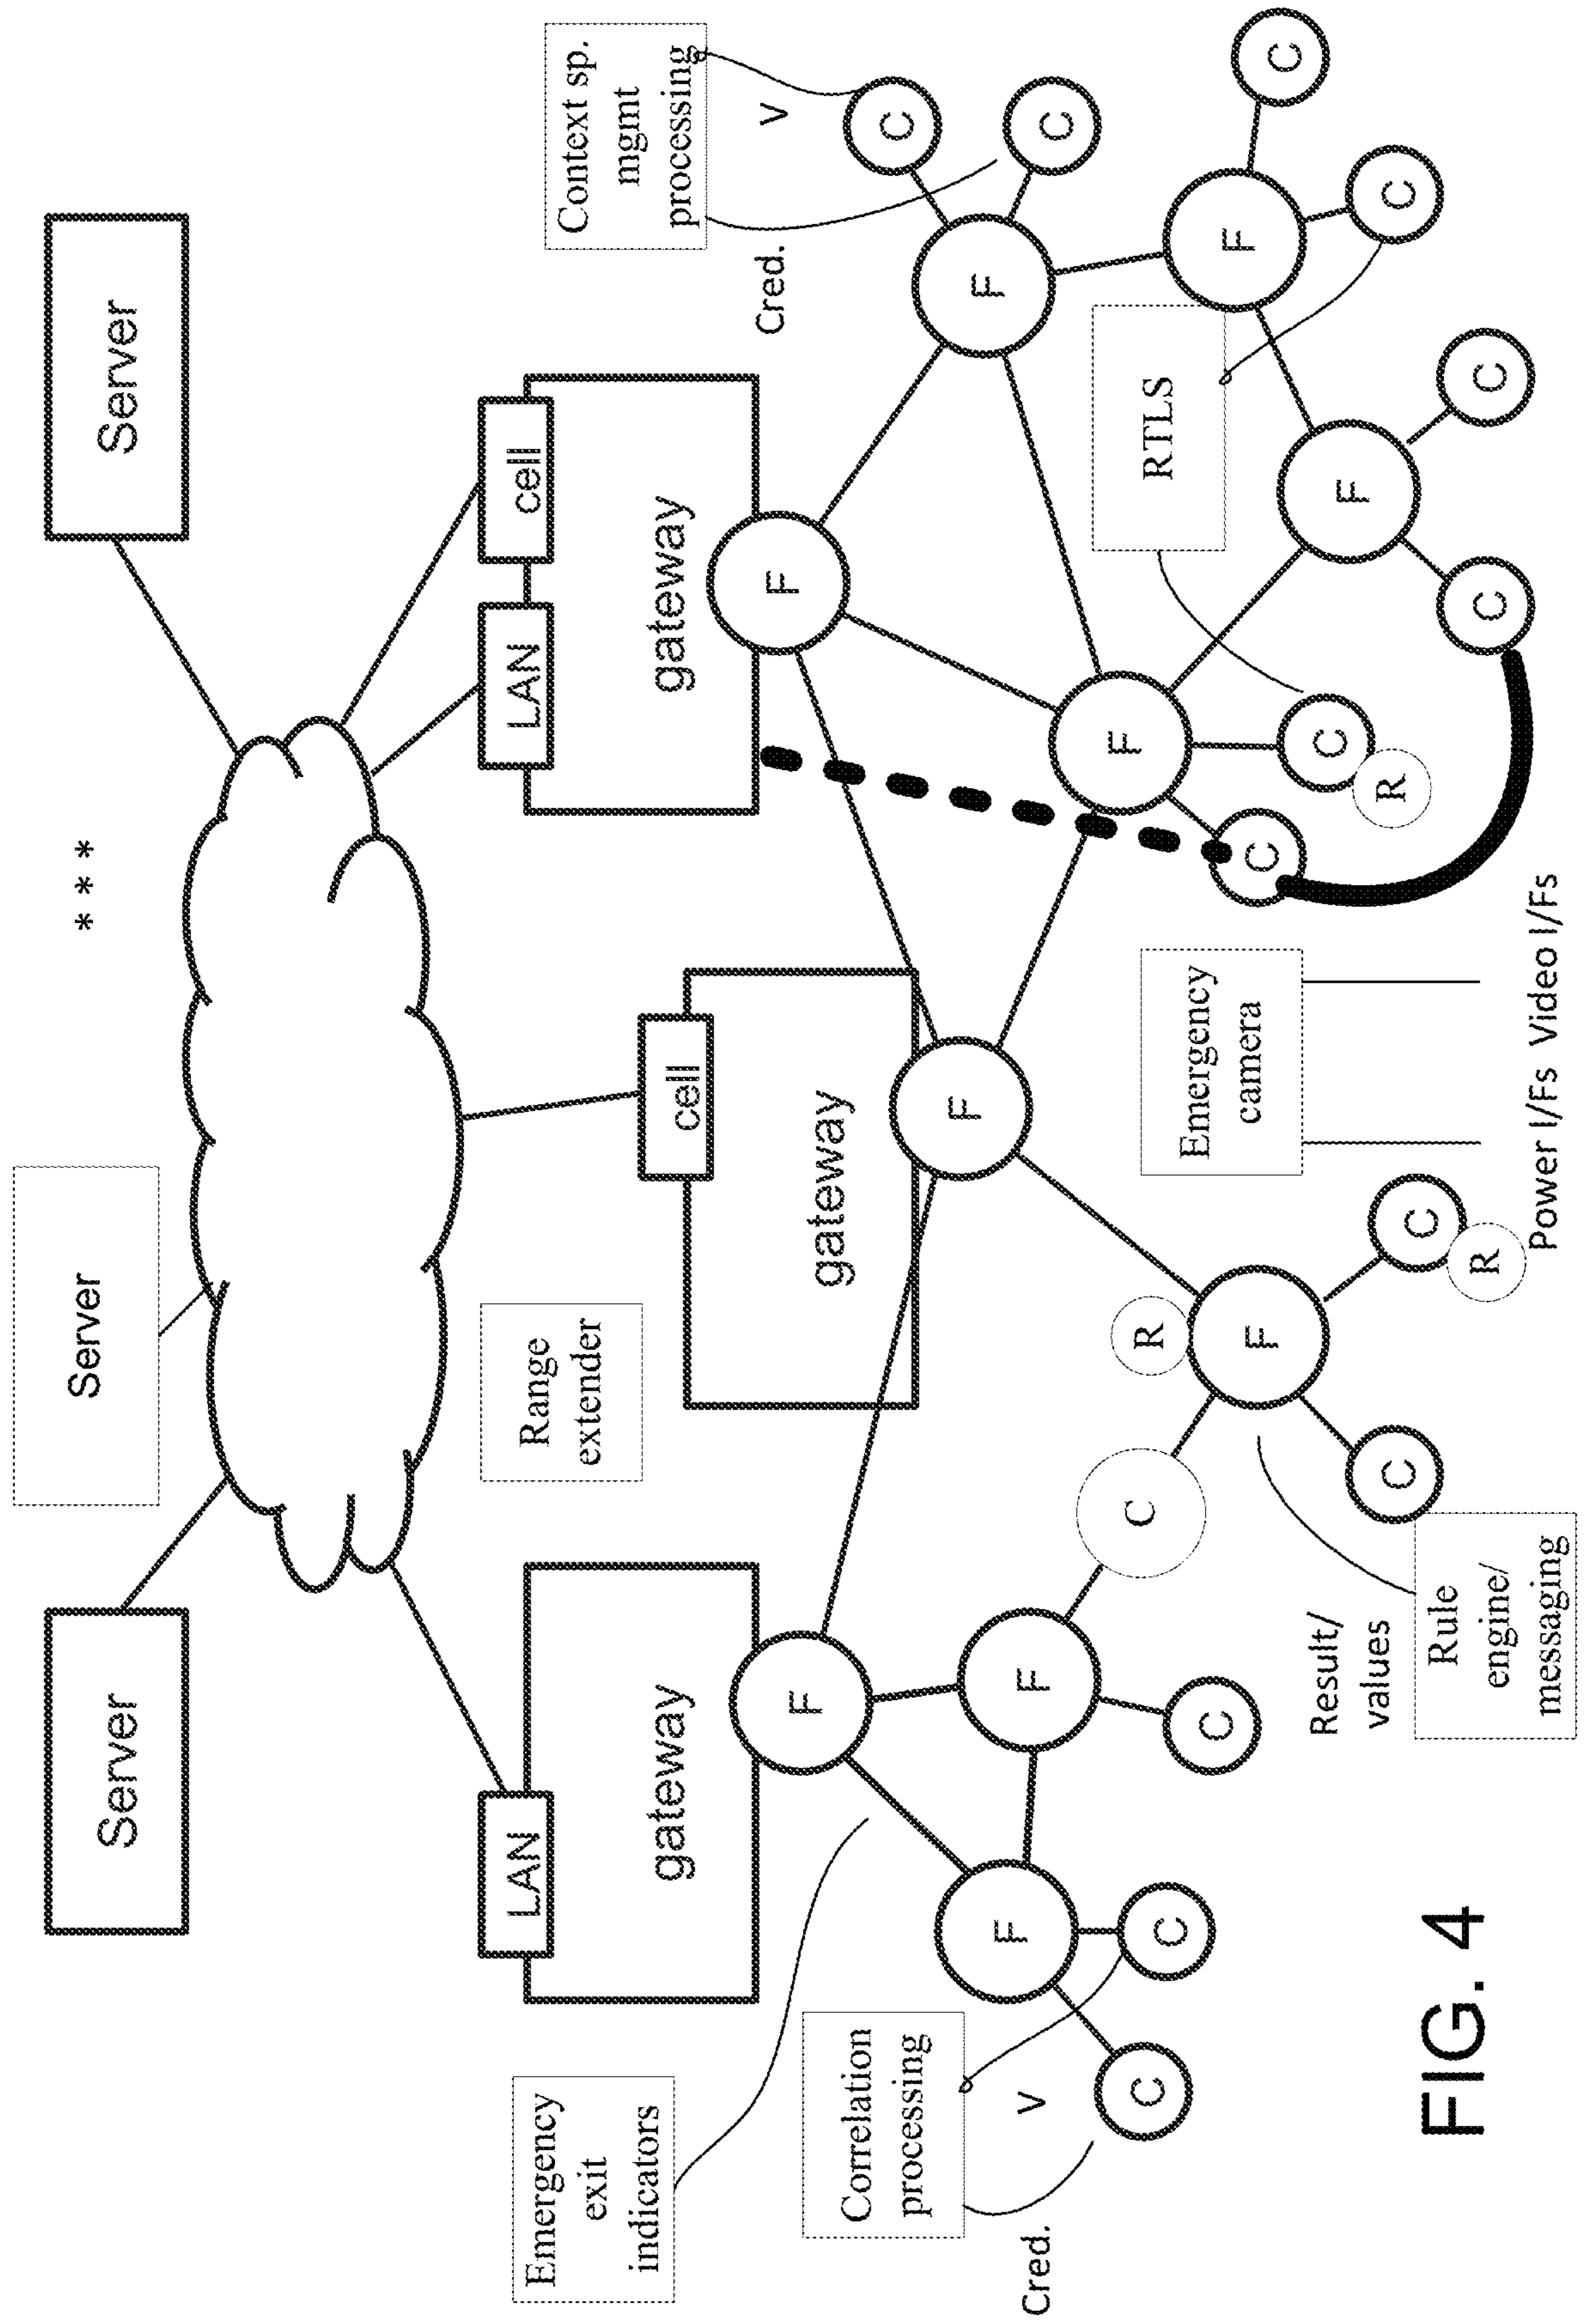 Server
* * *
Server
Server
Emergency
exit
indicators
LAN
Range
extender
LAN
cell
Context sp.
mgmt
processing
gateway
cell
gateway
Cred.
V
F
gateway
F
C
Correlation
processing
F
F
Cred.
V
F
F
C
F
C
C
R
RTLS
C
Emergency
camera
C
F
F
C
C
Result/
values
C
F
C
C
R
C
Rule
engine/
messaging
R
C
C
Power I/Fs Video I/Fs
FIG. 4